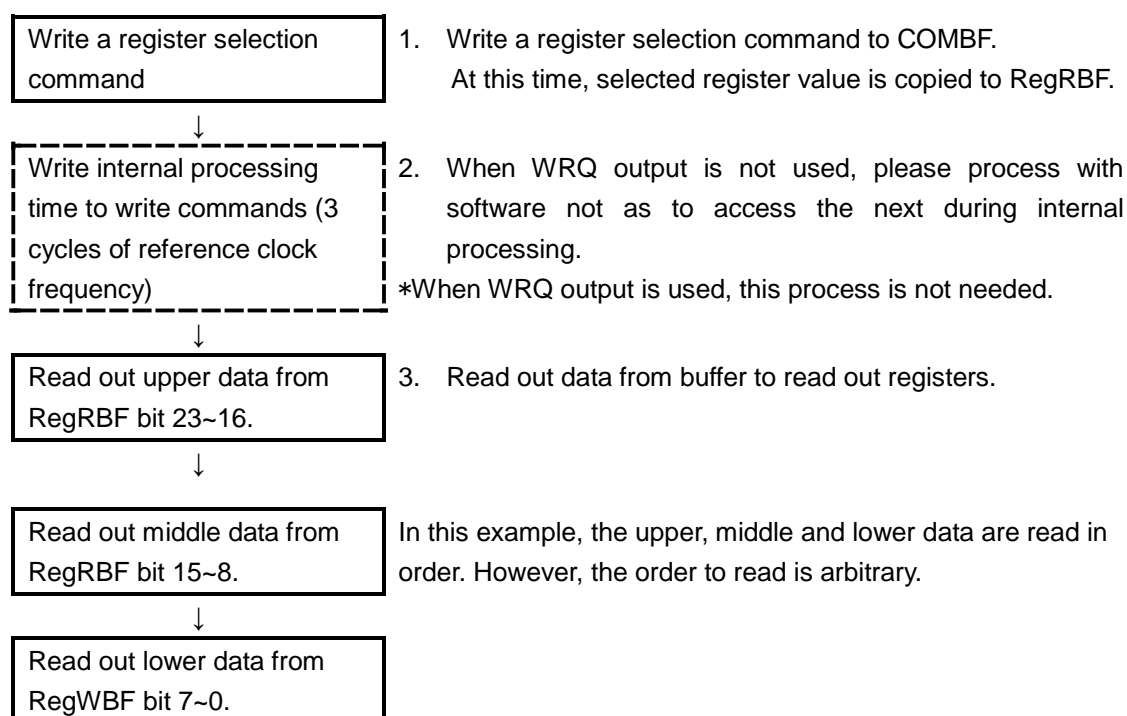 Write a register selection
command
1. Write a register selection command to COMBF.
At this time, selected register value is copied to RegRBF.
↓
Write internal processing
time to write commands (3
cycles of reference clock
frequency)
2. When WRQ output is not used, please process with
software not as to access the next during internal
processing.
*When WRQ output is used, this process is not needed.
↓
Read out upper data from
RegRBF bit 23~16.
3. Read out data from buffer to read out registers.
↓
Read out middle data from
RegRBF bit 15~8.
In this example, the upper, middle and lower data are read in
order. However, the order to read is arbitrary.
↓
Read out lower data from
RegWBF bit 7~0.